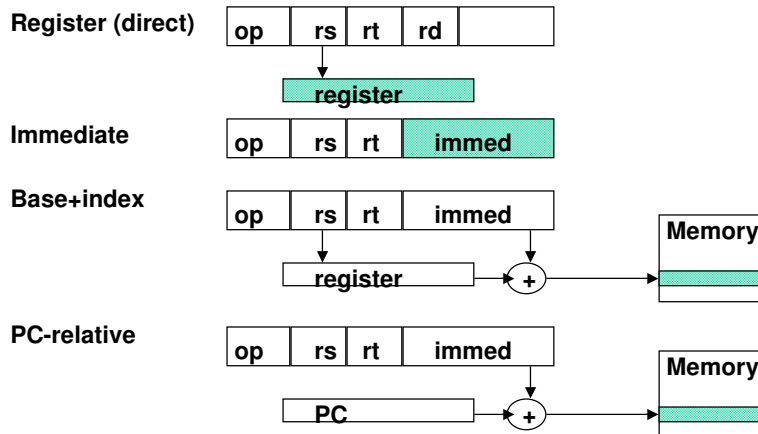 Register (direct)
op rs rt rd
register
Immediate
op rs rt immed
Base+index
op rs rt immed
Memory
register +
PC-relative
op rs rt immed
Memory
PC +